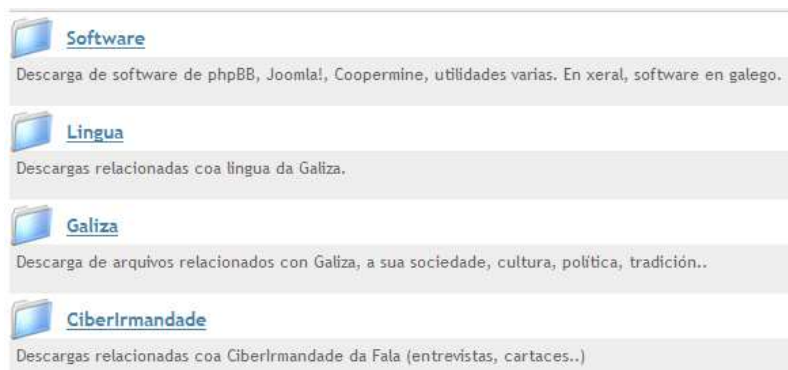 Software
Descarga de software de phpBB, Joomla!, Coopermine, utilidades varias. En xeral, software en galego.
Lingua
Descargas relacionadas coa lingua da Galiza.
Galiza
Descarga de arquivos relacionados con Galiza, a sua sociedade, cultura, política, tradición..
CiberIrmandade
Descargas relacionadas coa CiberIrmandade da Fala (entrevistas, cartaces..)